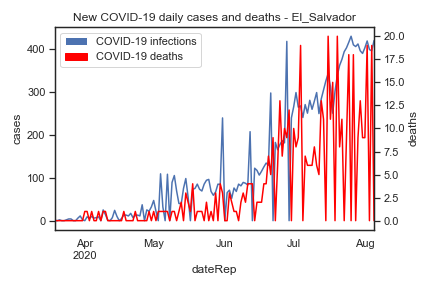 New COVID-19 daily cases and deaths - El_Salvador
COVID-19 infections
COVID-19 deaths
cases
400
300
200
100
0
deaths
20.0
17.5
15.0
12.5
10.0
7.5
5.0
2.5
0.0
Apr
2020
May
Jun
Jul
Aug
dateRep